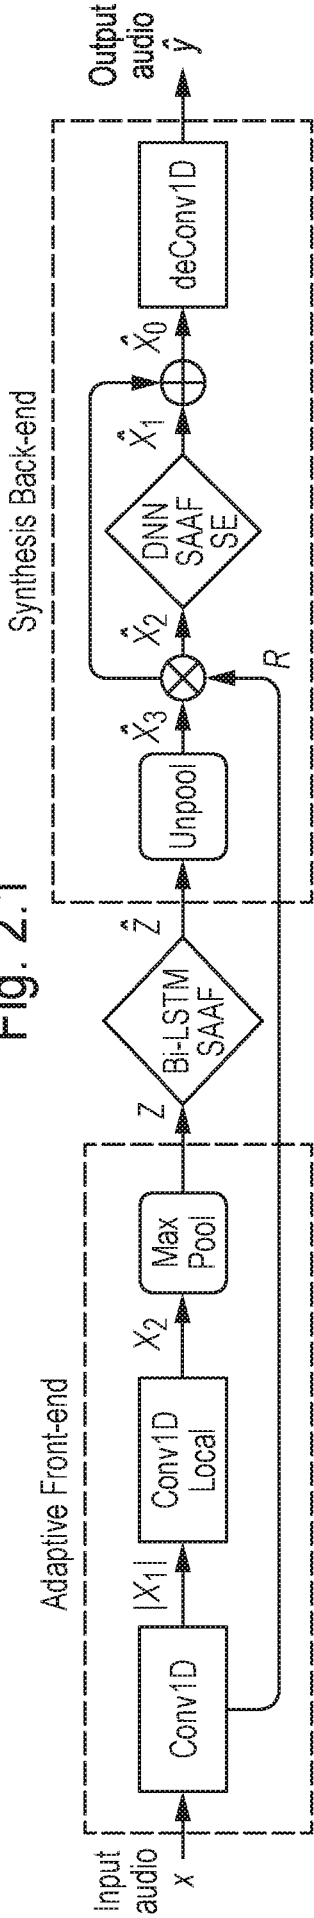 Fig. 2.1
Adaptive Front-end
Synthesis Back-end
Input
audio
x
Conv1D
|X₁|
Conv1D
Local
X₂
Max
Pool
Z
Bi-LSTM
SAAF
Ẑ
Unpool
X̂₃
X̂₂
DNN
SAAF
SE
X̂₁
X̂₀
deConv1D
Output
audio
ŷ
R